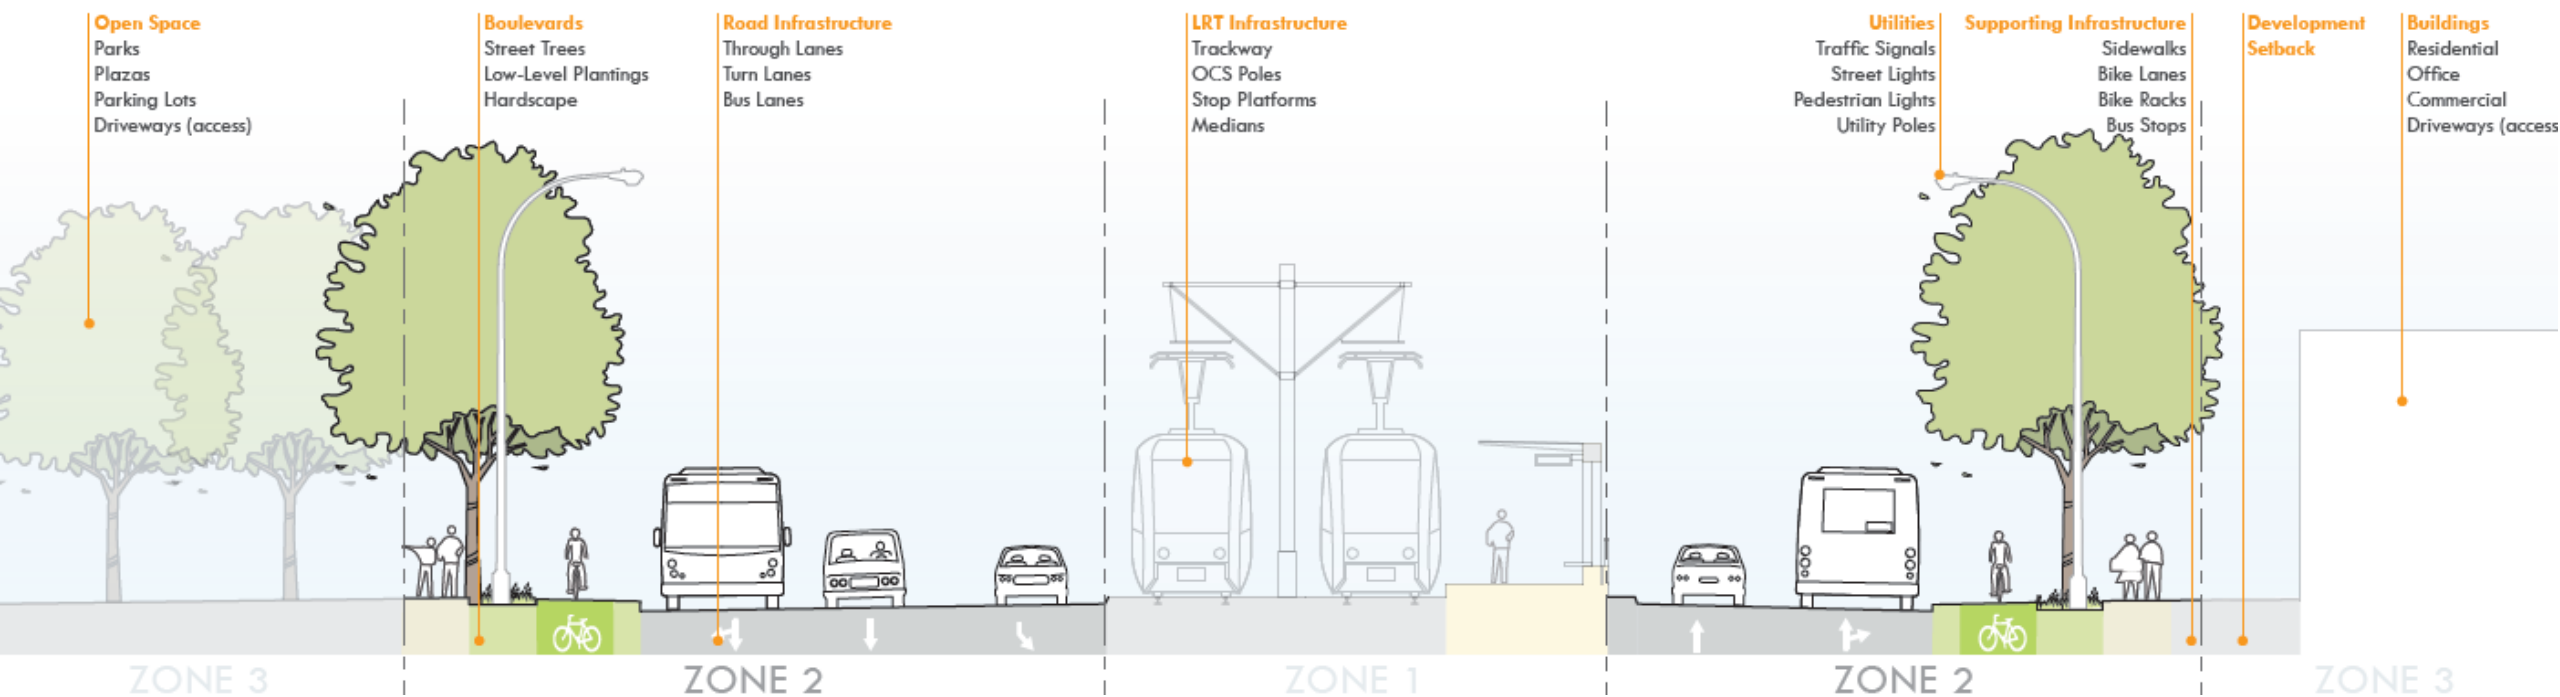 Open Space
Parks
Plazas
Parking Lots
Driveways (access)
Boulevards
Street Trees
Low-Level Plantings
Hardscape
Road Infrastructure
Through Lanes
Turn Lanes
Bus Lanes
LRT Infrastructure
Trackway
OCS Poles
Stop Platforms
Medians
Utilities
Traffic Signals
Street Lights
Pedestrian Lights
Utility Poles
Supporting Infrastructure
Sidewalks
Bike Lanes
Bike Racks
Bus Stops
Development
Setback
Buildings
Residential
Office
Commercial
Driveways (access
ZONE 3
ZONE 2
ZONE 1
ZONE 2
ZONE 3